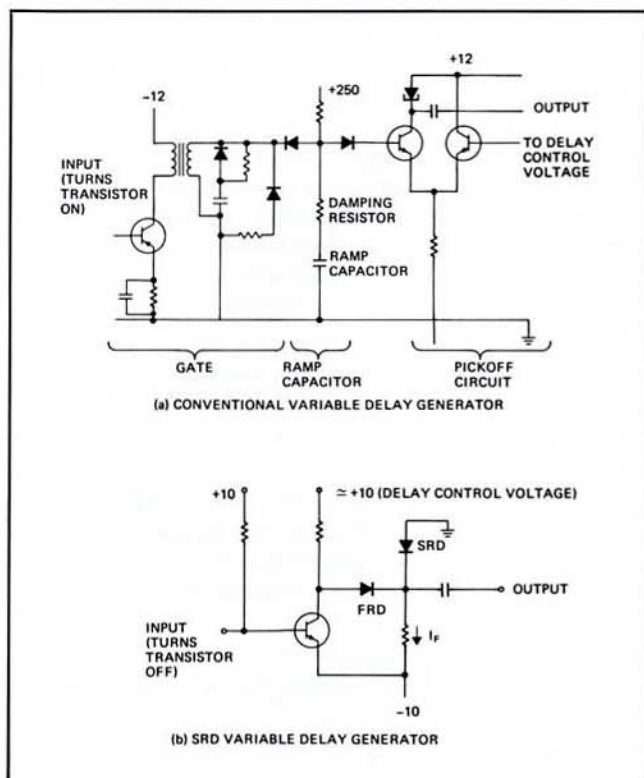 +12
+250
-12
OUTPUT
INPUT
(TURNS
TRANSISTOR
ON)
TO DELAY
CONTROL
VOLTAGE
DAMPING
RESISTOR
RAMP
CAPACITOR
GATE
RAMP
CAPACITOR
PICKOFF
CIRCUIT
(a) CONVENTIONAL VARIABLE DELAY GENERATOR
+10
≃ +10 (DELAY CONTROL VOLTAGE)
SRD
FRD
OUTPUT
INPUT
(TURNS
TRANSISTOR
OFF)
IF
-10
(b) SRD VARIABLE DELAY GENERATOR